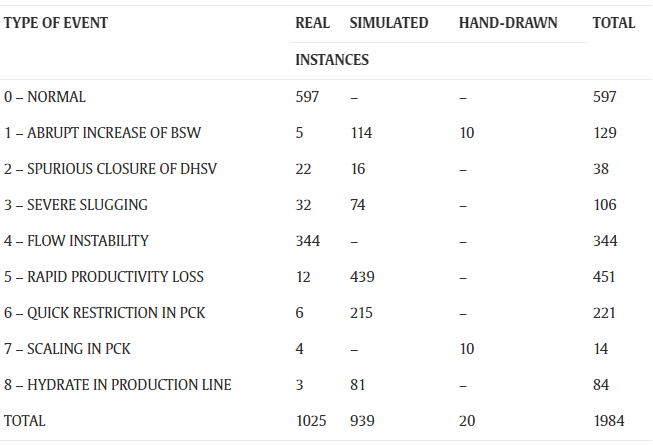 TYPE OF EVENT REAL SIMULATED HAND-DRAWN TOTAL
INSTANCES
0 – NORMAL 597 – – 597
1 – ABRUPT INCREASE OF BSW 5 114 10 129
2 – SPURIOUS CLOSURE OF DHSV 22 16 – 38
3 – SEVERE SLUGGING 32 74 – 106
4 – FLOW INSTABILITY 344 – – 344
5 – RAPID PRODUCTIVITY LOSS 12 439 – 451
6 – QUICK RESTRICTION IN PCK 6 215 – 221
7 – SCALING IN PCK 4 – 10 14
8 – HYDRATE IN PRODUCTION LINE 3 81 – 84
TOTAL 1025 939 20 1984